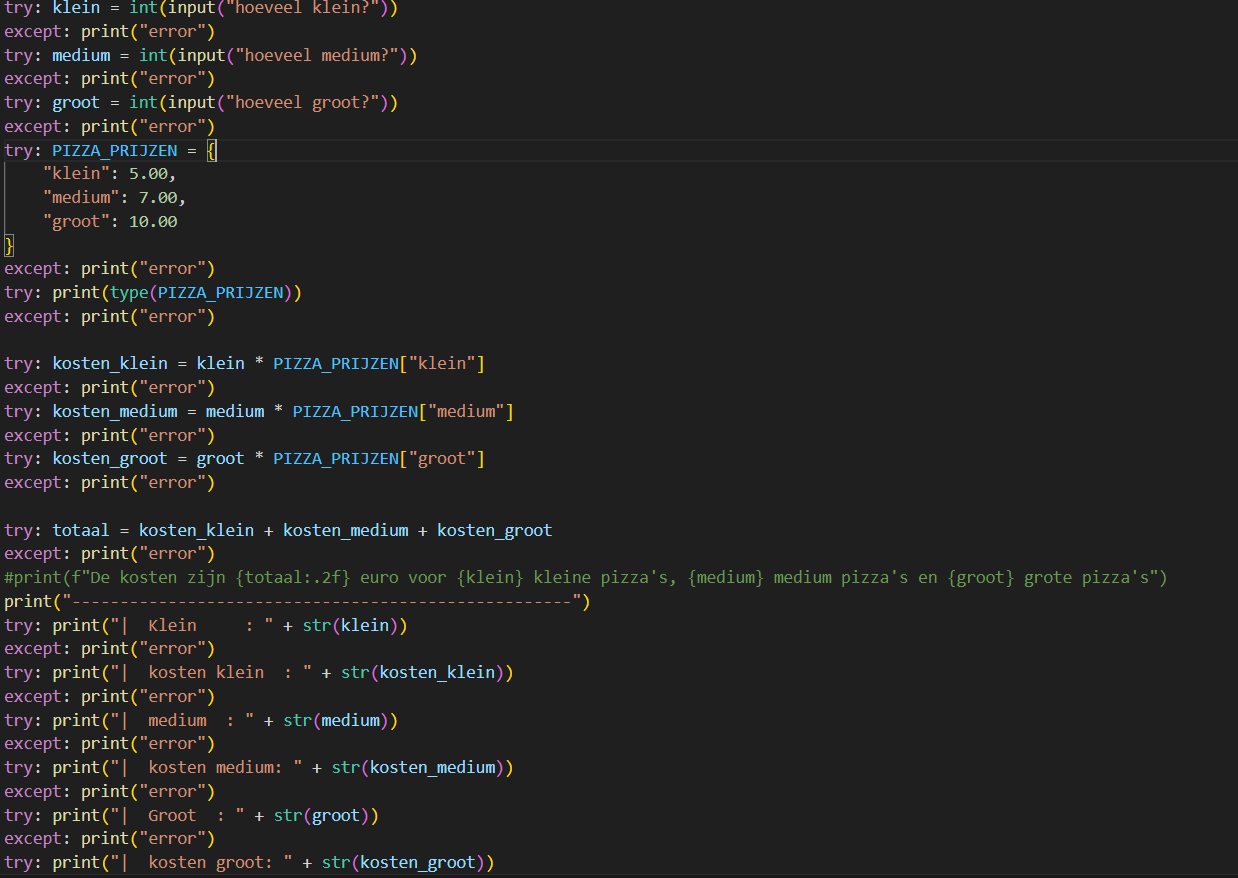 try: klein = int(input("hoeveel klein?"))
except: print("error")
try: medium = int(input("hoeveel medium?"))
except: print("error")
try: groot = int(input("hoeveel groot?"))
except: print("error")
try: PIZZA_PRIJZEN = {
    "klein": 5.00,
    "medium": 7.00,
    "groot": 10.00
}
except: print("error")
try: print(type(PIZZA_PRIJZEN))
except: print("error")

try: kosten_klein = klein * PIZZA_PRIJZEN["klein"]
except: print("error")
try: kosten_medium = medium * PIZZA_PRIJZEN["medium"]
except: print("error")
try: kosten_groot = groot * PIZZA_PRIJZEN["groot"]
except: print("error")

try: totaal = kosten_klein + kosten_medium + kosten_groot
except: print("error")
#print(f"De kosten zijn {totaal:.2f} euro voor {klein} kleine pizza's, {medium} medium pizza's en {groot} grote pizza's")
print("----------------------------------------------------")
try: print("|  Klein     : " + str(klein))
except: print("error")
try: print("|  kosten klein  : " + str(kosten_klein))
except: print("error")
try: print("|  medium  : " + str(medium))
except: print("error")
try: print("|  kosten medium: " + str(kosten_medium))
except: print("error")
try: print("|  Groot  : " + str(groot))
except: print("error")
try: print("|  kosten groot: " + str(kosten_groot))